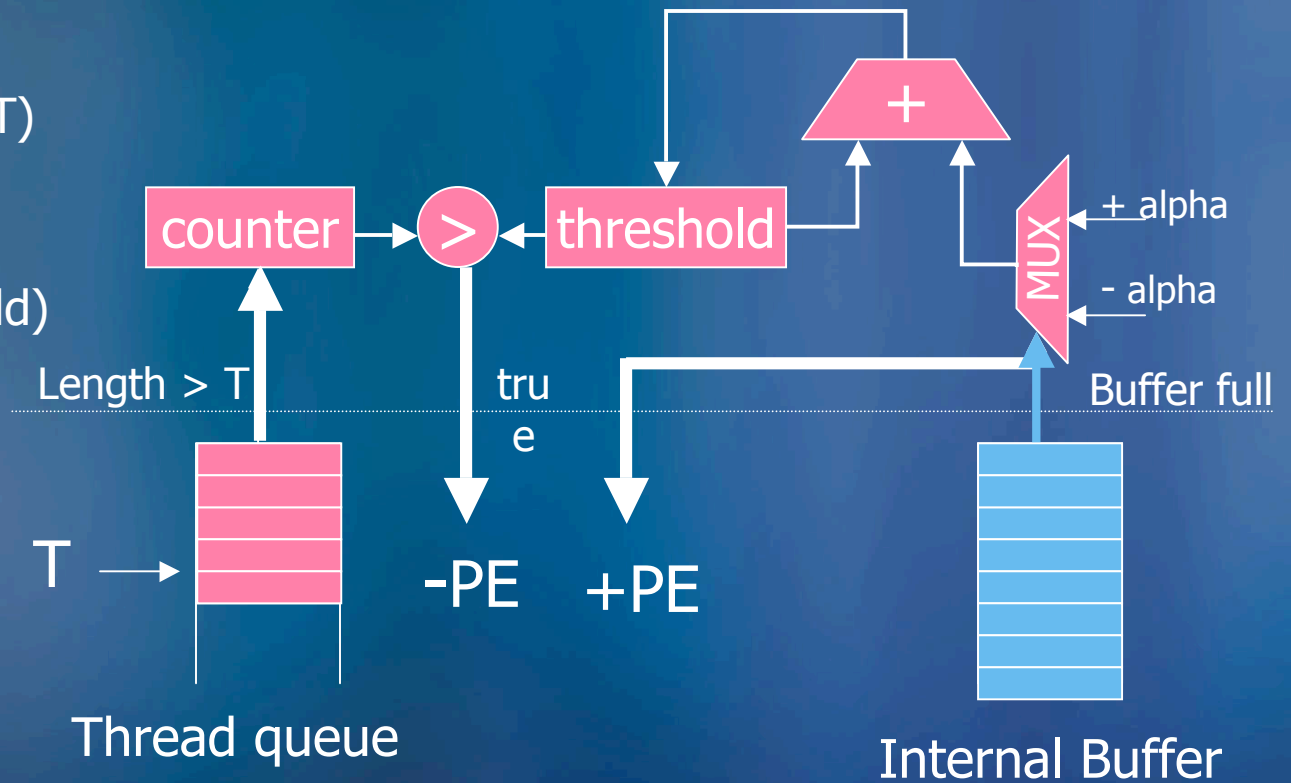 +
T)
counter > threshold
MUX
+ alpha
- alpha
ld)
Length > T
tru
e
Buffer full
T
-PE
+PE
Thread queue
Internal Buffer